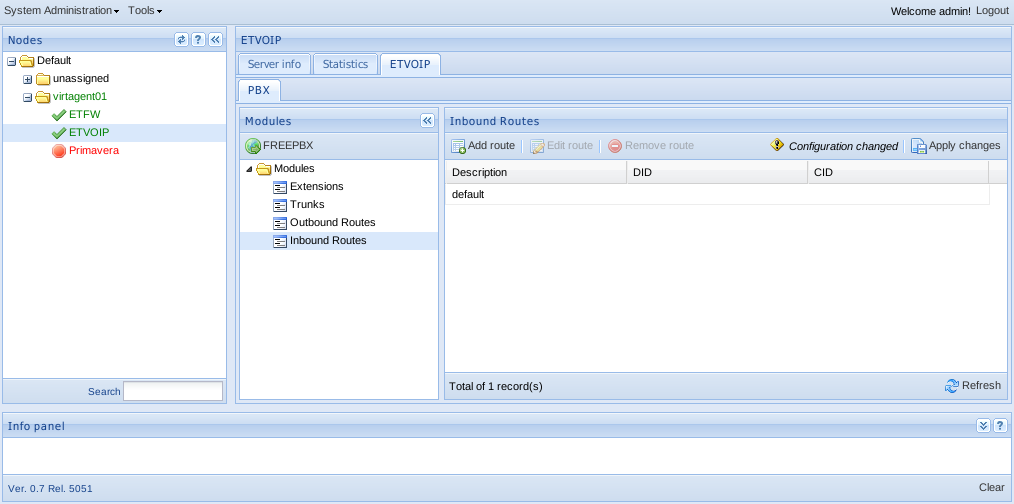 System Administration Tools Welcome admin! Logout
Nodes
Default
unassigned
virtagent01
ETFW
ETVOIP
Primavera
Search
ETVOIP
Server info Statistics ETVOIP
PBX
Modules
FREEPBX
Modules
Extensions
Trunks
Outbound Routes
Inbound Routes
Inbound Routes
Add route Edit route Remove route Configuration changed Apply changes
Description DID CID
default
Total of 1 record(s) Refresh
Info panel
Ver. 0.7 Rel. 5051 Clear